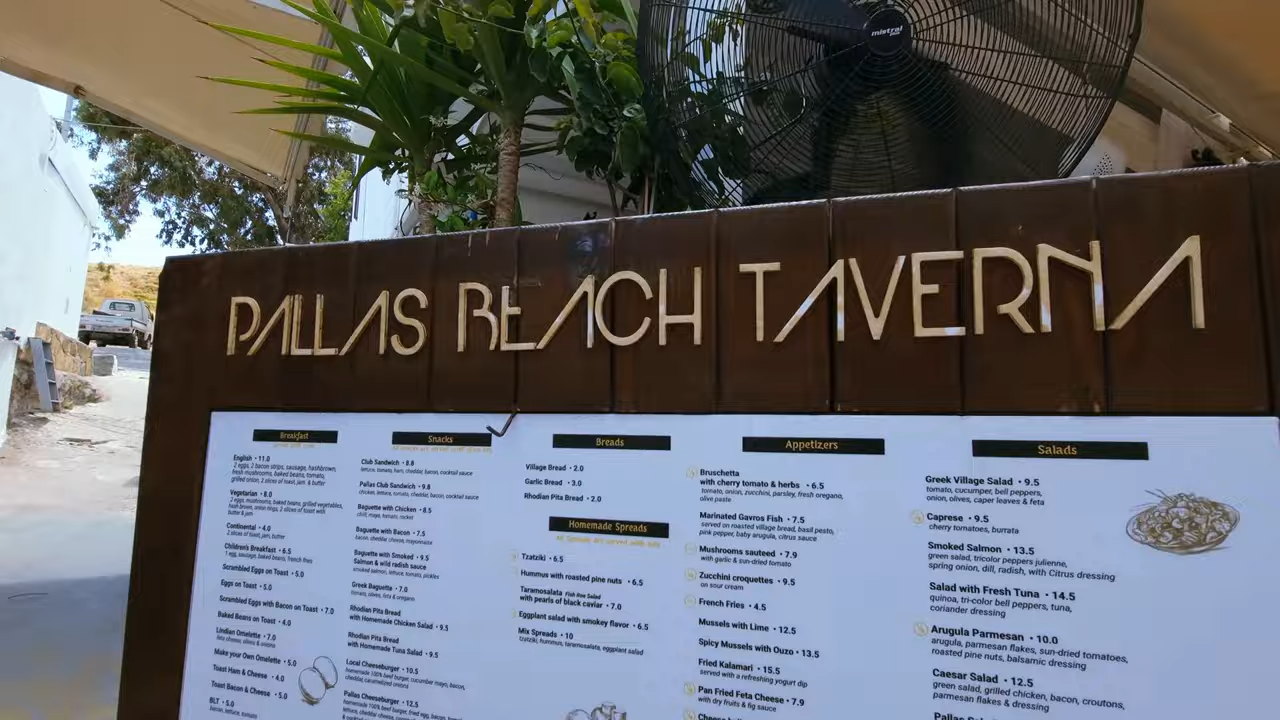 mistral
PALLAS BEACH TAVERNA
Breakfast
English • 11.0
2 eggs, 2 bacon strips, sausage, hashbrown,
fresh mushrooms, baked beans, tomato,
grilled onion, 2 slices of toast, jam & butter
Vegetarian • 8.0
2 eggs, mushrooms, baked beans, grilled vegetables,
hash brown, onion rings, 2 slices of toast with
butter & jam
Continental • 4.0
2 slices of toast, jam, butter
Children's Breakfast • 6.5
1 egg, sausage, baked beans, French fries
Scrambled Eggs on Toast • 5.0
Eggs on Toast • 5.0
Scrambled Eggs with Bacon on Toast • 7.0
Baked Beans on Toast • 4.0
Lindian Omelette • 7.0
feta cheese, olives & onions
Make your Own Omelette • 5.0
Toast Ham & Cheese • 4.0
Toast Bacon & Cheese • 5.0
BLT • 5.0
bacon, lettuce, tomato
Snacks
Club Sandwich • 8.8
lettuce, tomato, ham, cheddar, bacon, cocktail sauce
Pallas Club Sandwich • 9.8
chicken, lettuce, tomato, cheddar, bacon, cocktail sauce
Baguette with Chicken • 8.5
chili, mayo, tomato, rocket
Baguette with Bacon • 7.5
bacon, cheddar cheese, mayonnaise
Baguette with Smoked • 9.5
Salmon & wild radish sauce
smoked salmon, lettuce, tomato, pickles
Greek Baguette • 7.0
tomato, olives, feta & oregano
Rhodian Pita Bread
with Homemade Chicken Salad • 9.5
Rhodian Pita Bread
with Homemade Tuna Salad • 9.5
Local Cheeseburger • 10.5
homemade 100% beef burger, cucumber mayo, bacon,
cheddar, caramelized onions
Pallas Cheeseburger • 12.5
homemade 100% beef burger, fried egg, bacon,
Breads
Village Bread • 2.0
Garlic Bread • 3.0
Rhodian Pita Bread • 2.0
Homemade Spreads
All Spreads are served with pita
Tzatziki • 6.5
Hummus with roasted pine nuts • 6.5
Taramosalata Fish Roe Salad
with pearls of black caviar • 7.0
Eggplant salad with smokey flavor • 6.5
Mix Spreads • 10
tzatziki, hummus, taramosalata, eggplant salad
Appetizers
Bruschetta
with cherry tomato & herbs • 6.5
tomato, onion, zucchini, parsley, fresh oregano,
olive paste
Marinated Gavros Fish • 7.5
served on roasted village bread, basil pesto,
pink pepper, baby arugula, citrus sauce
Mushrooms sauteed • 7.9
with garlic & sun-dried tomato
Zucchini croquettes • 9.5
on sour cream
French Fries • 4.5
Mussels with Lime • 12.5
Spicy Mussels with Ouzo • 13.5
Fried Kalamari • 15.5
served with a refreshing yogurt dip
Pan Fried Feta Cheese • 7.9
with dry fruits & fig sauce
Salads
Greek Village Salad • 9.5
tomato, cucumber, bell peppers,
onion, olives, caper leaves & feta
Caprese • 9.5
cherry tomatoes, burrata
Smoked Salmon • 13.5
green salad, tricolor peppers julienne,
spring onion, dill, radish, with Citrus dressing
Salad with Fresh Tuna • 14.5
quinoa, tri-color bell peppers, tuna,
coriander dressing
Arugula Parmesan • 10.0
arugula, parmesan flakes, sun-dried tomatoes,
roasted pine nuts, balsamic dressing
Caesar Salad • 12.5
green salad, grilled chicken, bacon, croutons,
parmesan flakes & dressing